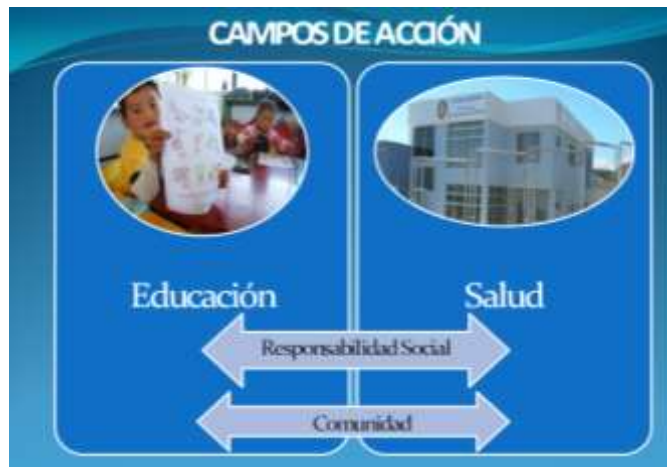 CAMPOS DE ACCIÓN
Educación
Salud
Responsabilidad Social
Comunidad